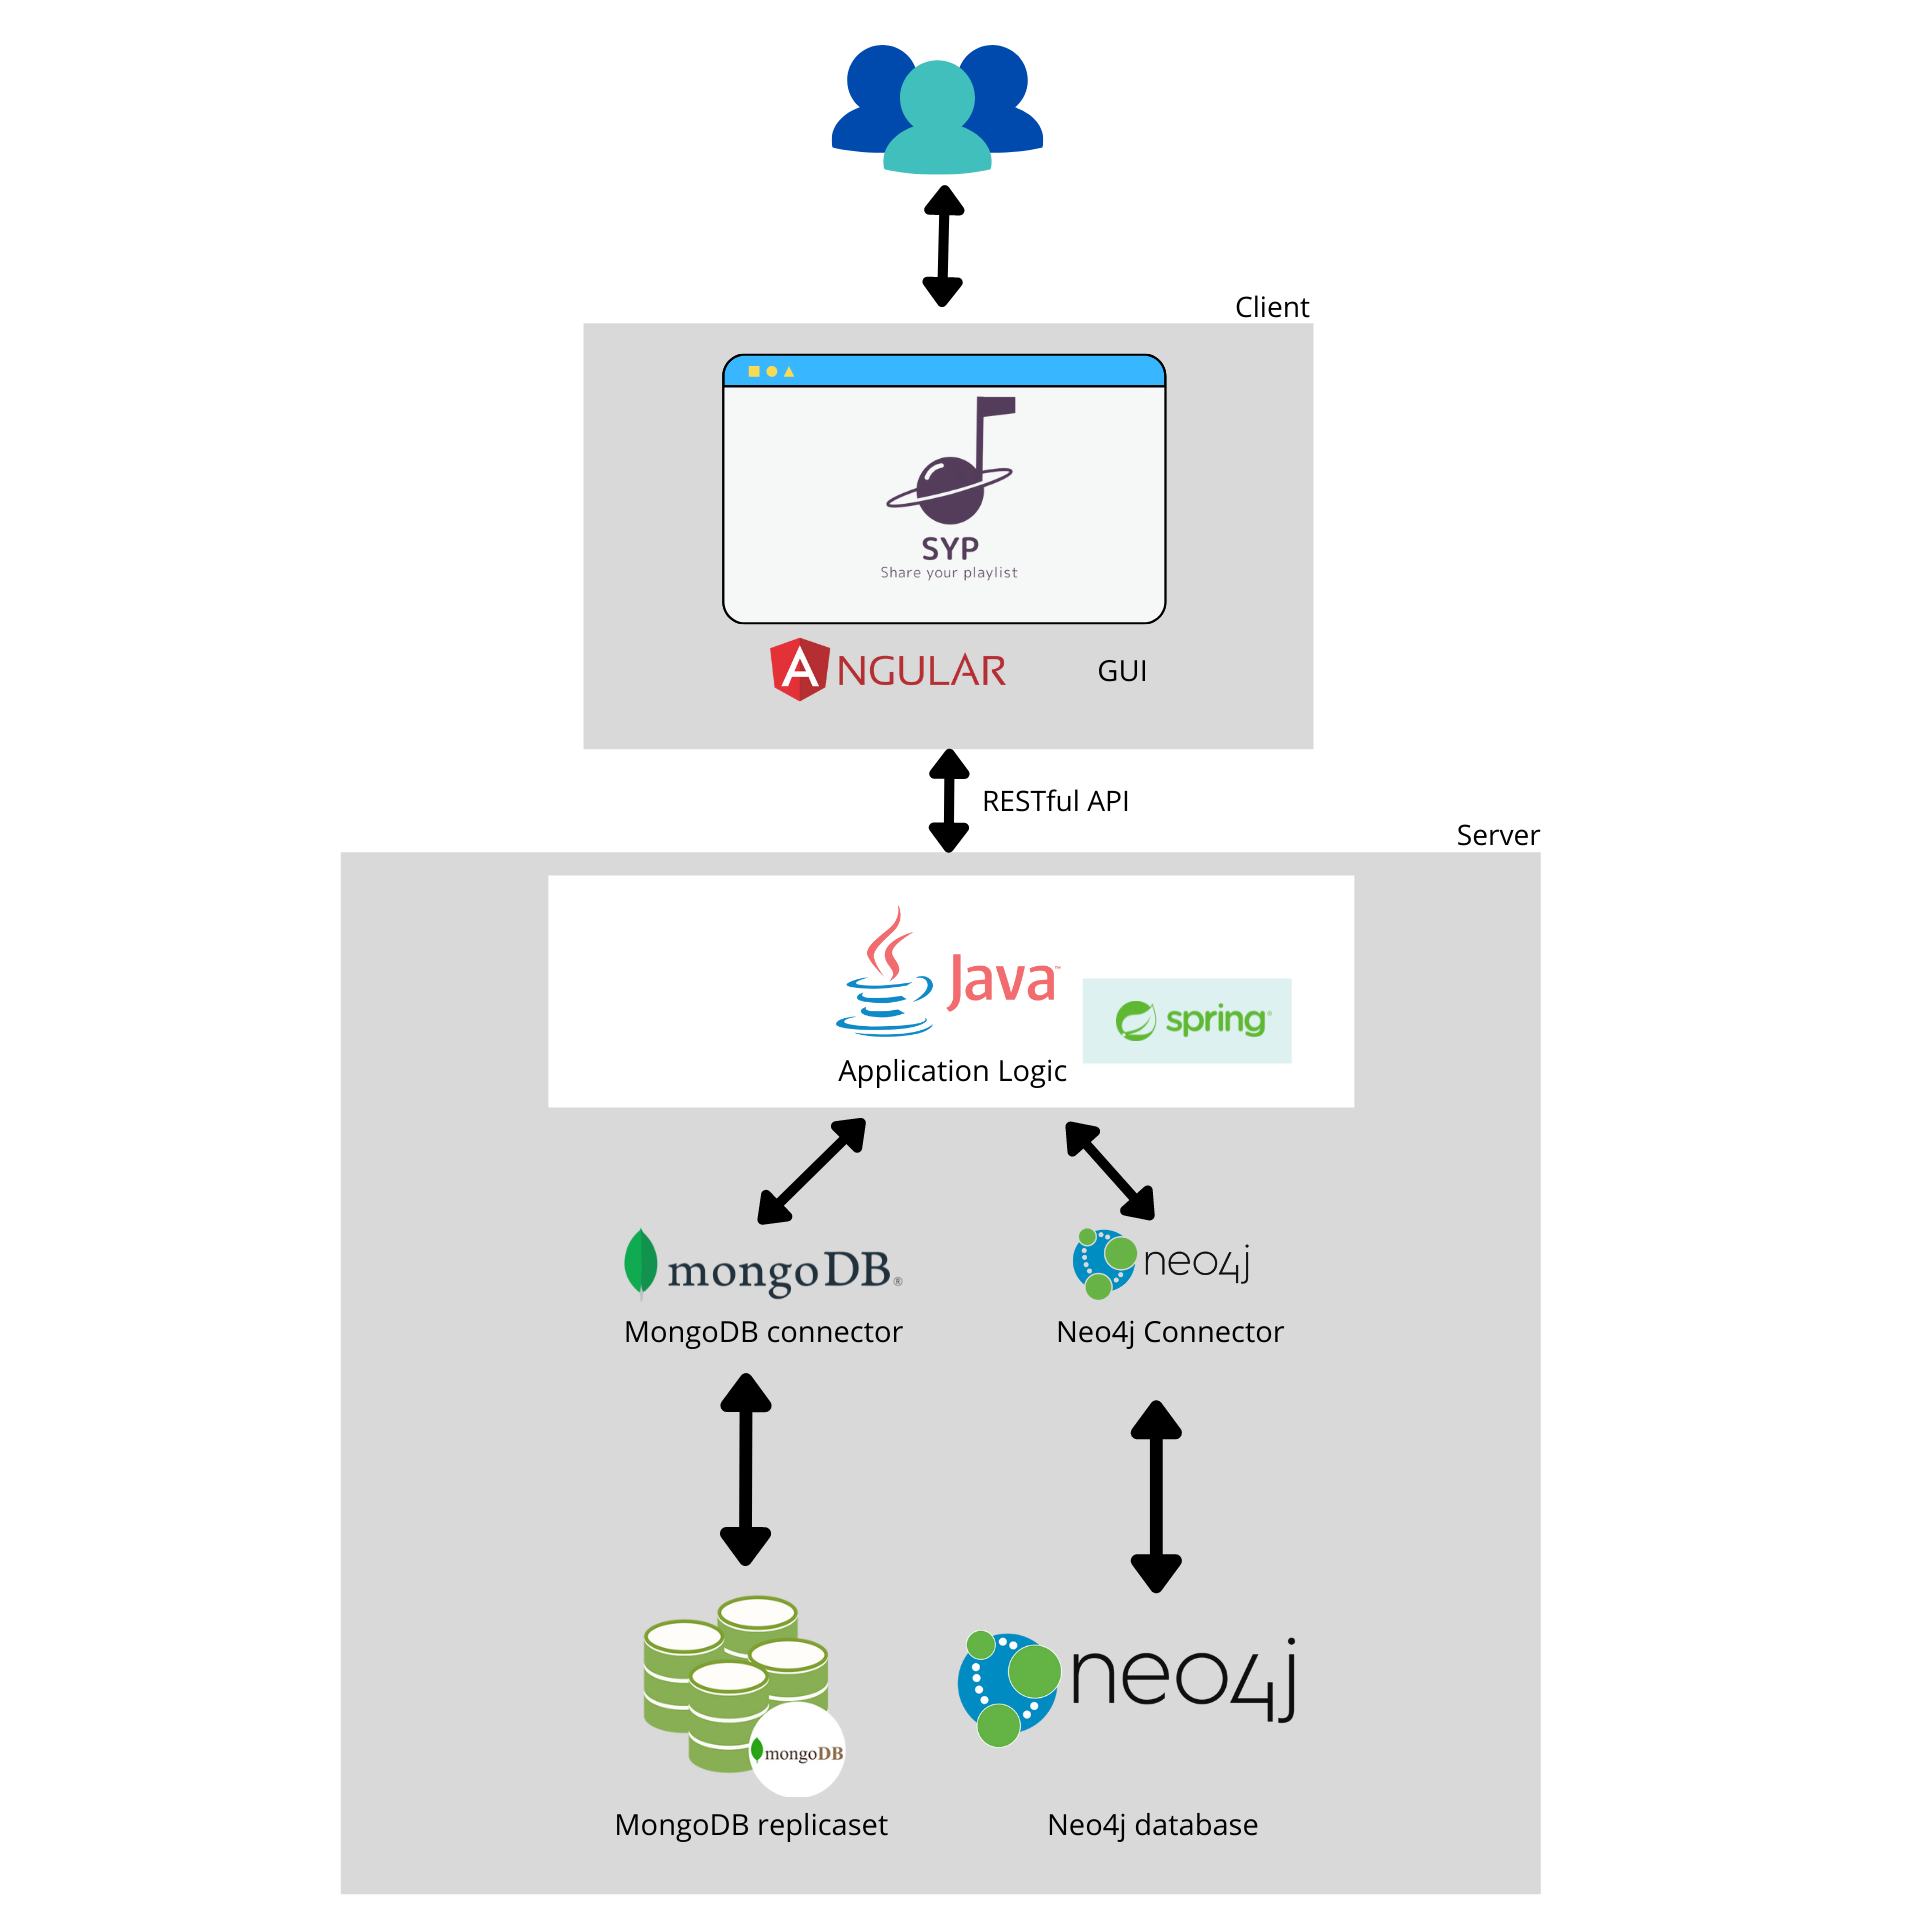 Client
SYP
Share your playlist
ANGULAR
GUI
RESTful API
Server
Java™
spring®
Application Logic
mongoDB®
neo4j
MongoDB connector
Neo4j Connector
neo4j
mongoDB
MongoDB replicaset
Neo4j database